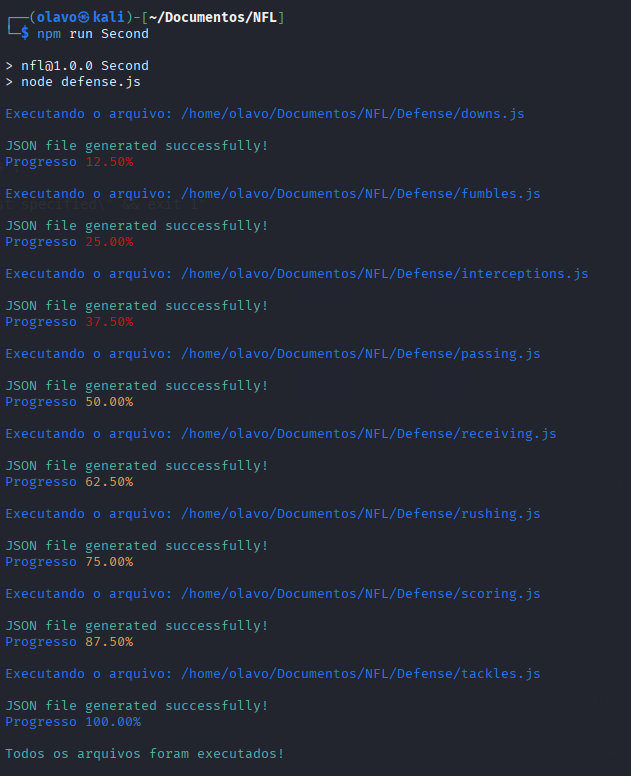 ┌──(olavo㉿kali)-[~/Documentos/NFL]
└─$ npm run Second
> nfl@1.0.0 Second
> node defense.js
Executando o arquivo: /home/olavo/Documentos/NFL/Defense/downs.js
JSON file generated successfully!
Progresso 12.50%
Executando o arquivo: /home/olavo/Documentos/NFL/Defense/fumbles.js
JSON file generated successfully!
Progresso 25.00%
Executando o arquivo: /home/olavo/Documentos/NFL/Defense/interceptions.js
JSON file generated successfully!
Progresso 37.50%
Executando o arquivo: /home/olavo/Documentos/NFL/Defense/passing.js
JSON file generated successfully!
Progresso 50.00%
Executando o arquivo: /home/olavo/Documentos/NFL/Defense/receiving.js
JSON file generated successfully!
Progresso 62.50%
Executando o arquivo: /home/olavo/Documentos/NFL/Defense/rushing.js
JSON file generated successfully!
Progresso 75.00%
Executando o arquivo: /home/olavo/Documentos/NFL/Defense/scoring.js
JSON file generated successfully!
Progresso 87.50%
Executando o arquivo: /home/olavo/Documentos/NFL/Defense/tackles.js
JSON file generated successfully!
Progresso 100.00%
Todos os arquivos foram executados!